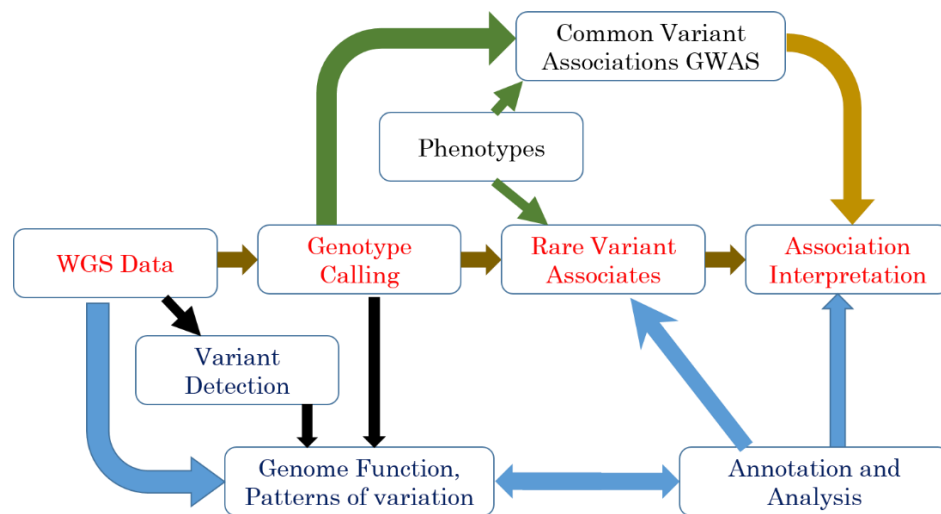 Common Variant
Associations GWAS
Phenotypes
WGS Data
Genotype
Calling
Rare Variant
Associates
Association
Interpretation
Variant
Detection
Genome Function,
Patterns of variation
Annotation and
Analysis